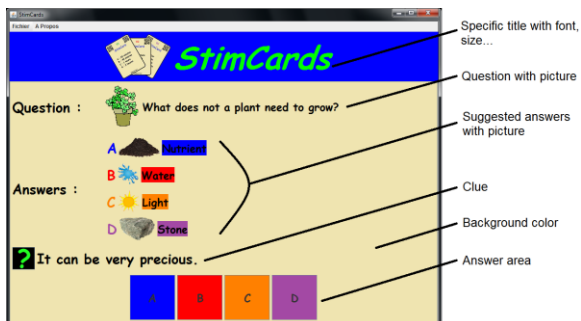 StimCards
Fichier A Propos
StimCards
Specific title with font,
size...
Question :
What does not a plant need to grow?
Question with picture
Suggested answers
with picture
A Nutrient
B Water
Answers :
C Light
D Stone
Clue
Background color
? It can be very precious.
Answer area
A B C D